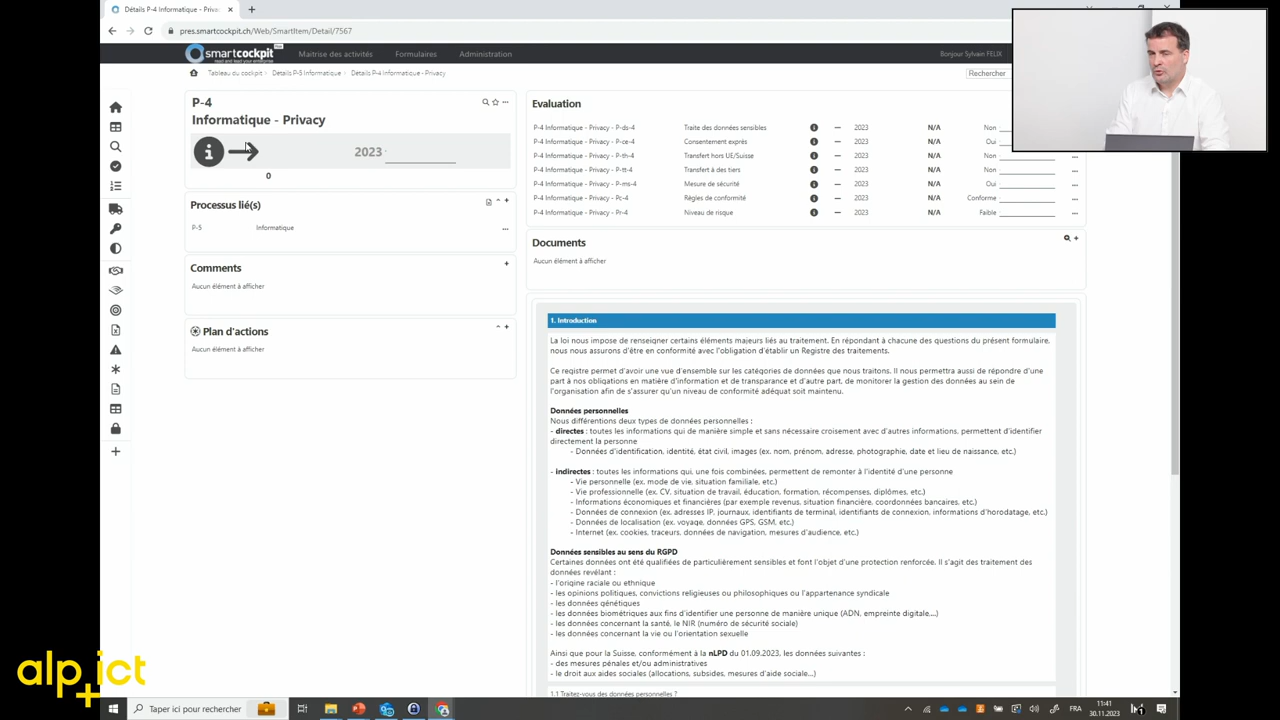 Détails P-4 Informatique - Priva
pres.smartcockpit.ch/Web/SmartItem/Detail/7567
smartcockpit
read and lead your enterprise
Maitrise des activités
Formulaires
Administration
Bonjour Sylvain FELIX
Tableau du cockpit
Détails P-5 Informatique
Détails P-4 Informatique - Privacy
Rechercher
P-4
Informatique - Privacy
2023
0
Processus lié(s)
P-5 Informatique
Comments
Aucun élément à afficher
Plan d'actions
Aucun élément à afficher
Evaluation
P-4 Informatique - Privacy - P-ds-4 Traite des données sensibles 2023 N/A Non
P-4 Informatique - Privacy - P-ce-4 Consentement exprés 2023 N/A Oui
P-4 Informatique - Privacy - P-th-4 Transfert hors UE/Suisse 2023 N/A Non
P-4 Informatique - Privacy - P-tt-4 Transfert à des tiers 2023 N/A Non
P-4 Informatique - Privacy - P-ms-4 Mesure de sécurité 2023 N/A Oui
P-4 Informatique - Privacy - Pc-4 Règles de conformité 2023 N/A Conforme
P-4 Informatique - Privacy - Pr-4 Niveau de risque 2023 N/A Faible
Documents
Aucun élément à afficher
1. Introduction
La loi nous impose de renseigner certains éléments majeurs liés au traitement. En répondant à chacune des questions du présent formulaire,
nous nous assurons d'être en conformité avec l'obligation d'établir un Registre des traitements.
Ce registre permet d'avoir une vue d'ensemble sur les catégories de données que nous traitons. Il nous permettra aussi de répondre d'une
part à nos obligations en matière d'information et de transparence et d'autre part, de monitorer la gestion des données au sein de
l'organisation afin de s'assurer qu'un niveau de conformité adéquat soit maintenu.
Données personnelles
Nous différentions deux types de données personnelles :
- directes : toutes les informations qui de manière simple et sans nécessaire croisement avec d'autres informations, permettent d'identifier
directement la personne
- Données d'identification, identité, état civil, images (ex. nom, prénom, adresse, photographie, date et lieu de naissance, etc.)
- indirectes : toutes les informations qui, une fois combinées, permettent de remonter à l'identité d'une personne
- Vie personnelle (ex. mode de vie, situation familiale, etc.)
- Vie professionnelle (ex. CV, situation de travail, éducation, formation, récompenses, diplômes, etc.)
- Informations économiques et financières (par exemple revenus, situation financière, coordonnées bancaires, etc.)
- Données de connexion (ex. adresses IP, journaux, identifiants de terminal, identifiants de connexion, informations d'horodatage, etc.)
- Données de localisation (ex. voyage, données GPS, GSM, etc.)
- Internet (ex. cookies, traceurs, données de navigation, mesures d'audience, etc.)
Données sensibles au sens du RGPD
Certaines données ont été qualifiées de particulièrement sensibles et font l'objet d'une protection renforcée. Il s'agit des traitement des
données revélant :
- l'origine raciale ou ethnique
- les opinions politiques, convictions religieuses ou philosophiques ou l'appartenance syndicale
- les données génétiques
- les données biométriques aux fins d'identifier une personne de manière unique (ADN, empreinte digitale,...)
- les données concernant la santé, le NIR (numéro de sécurité sociale)
- les données concernant la vie ou l'orientation sexuelle
Ainsi que pour la Suisse, conformément à la nLPD du 01.09.2023, les données suivantes :
- des mesures pénales et/ou administratives
- le droit aux aides sociales (allocations, subsides, mesures d'aide sociale...)
1.1 Traitez-vous des données personnelles ?
alp ict
Taper ici pour rechercher
FRA
11:41
30.11.2023